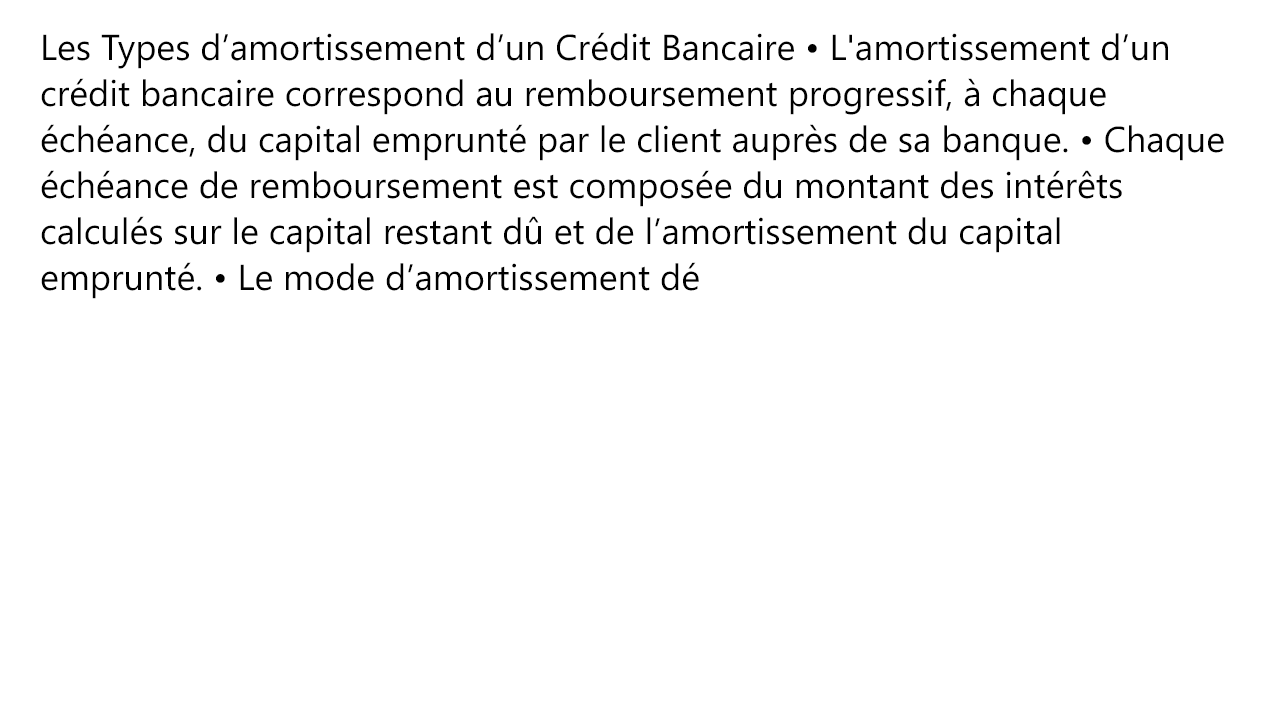 Les Types d’amortissement d’un Crédit Bancaire • L'amortissement d’un
crédit bancaire correspond au remboursement progressif, à chaque
échéance, du capital emprunté par le client auprès de sa banque. • Chaque
échéance de remboursement est composée du montant des intérêts
calculés sur le capital restant dû et de l’amortissement du capital
emprunté. • Le mode d’amortissement dé